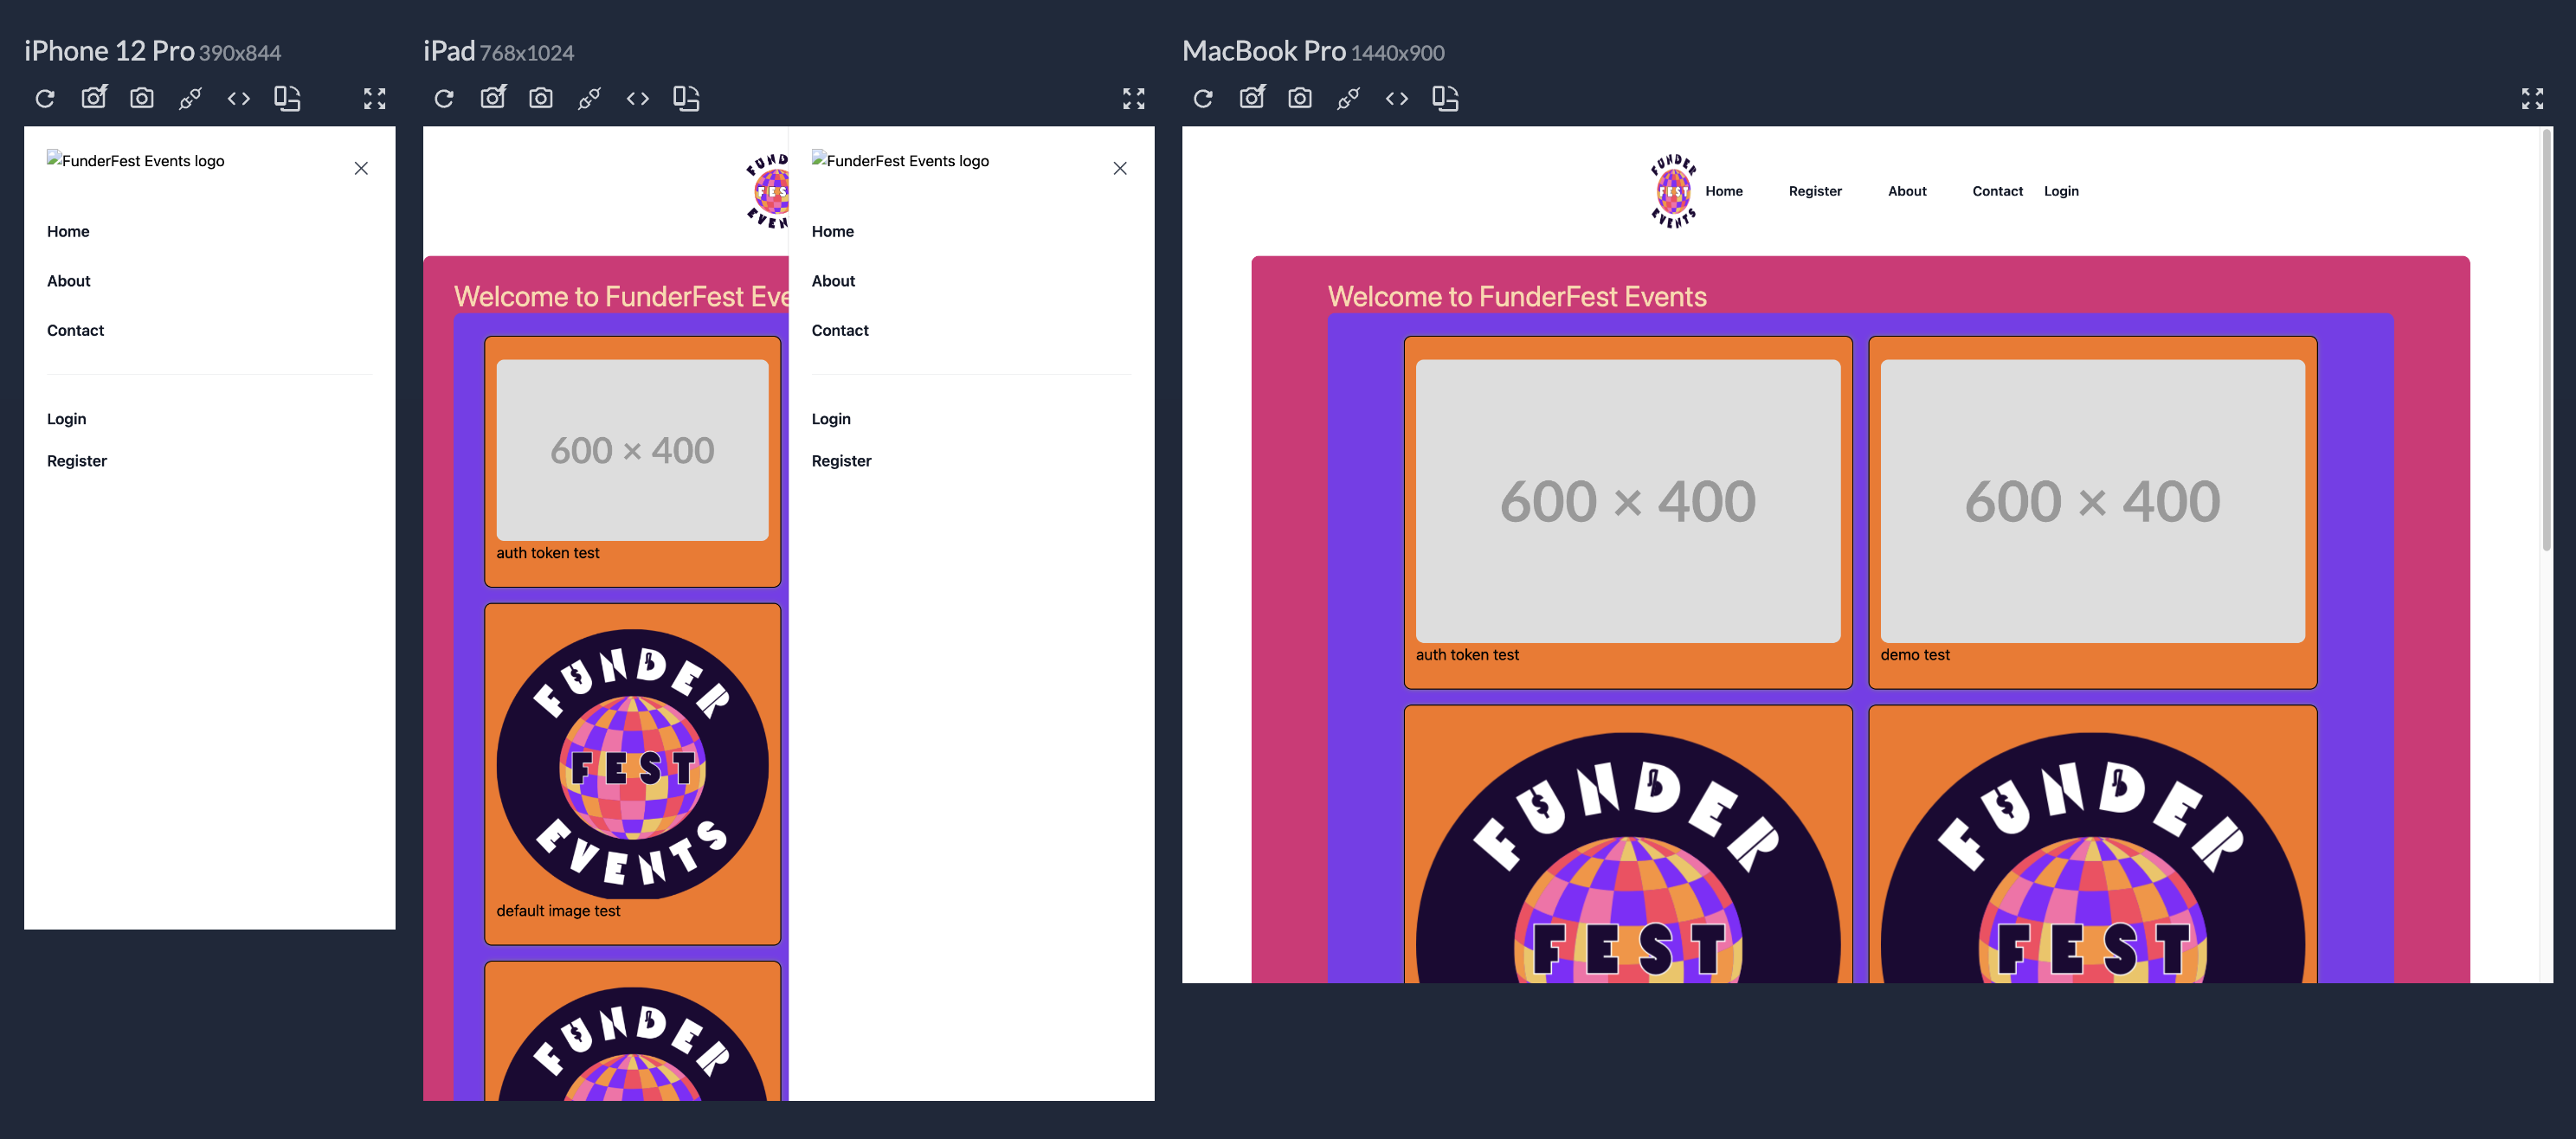 iPhone 12 Pro 390x844
FunderFest Events logo
Home
About
Contact
Login
Register
iPad 768x1024
FUNDER
FEST
EVENTS
Welcome to FunderFest Eve
600 × 400
auth token test
FUNDER
FEST
EVENTS
default image test
FUNDER
FunderFest Events logo
Home
About
Contact
Login
Register
MacBook Pro 1440x900
FUNDER
FEST
EVENTS
Home Register About Contact Login
Welcome to FunderFest Events
600 × 400
auth token test
600 × 400
demo test
FUNDER
FEST
FUNDER
FEST